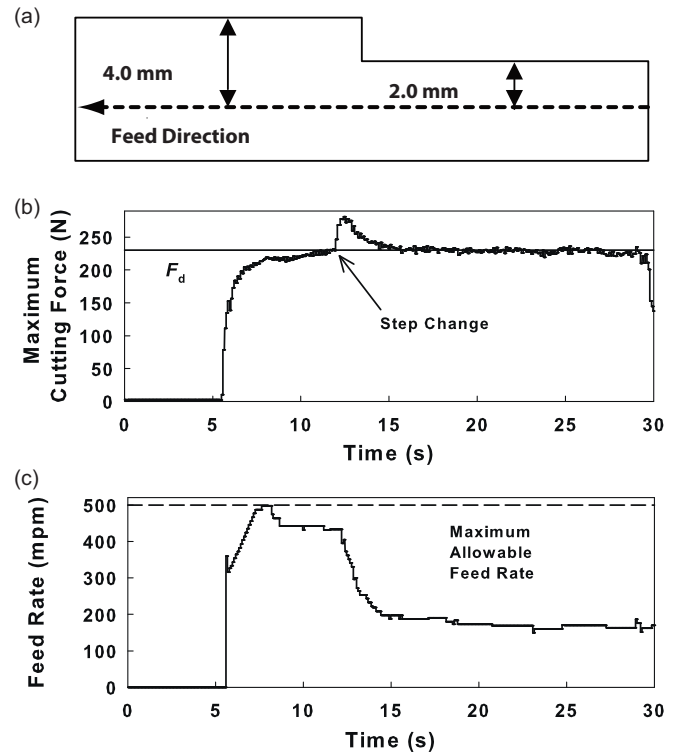 (a)
4.0 mm
2.0 mm
Feed Direction
(b)
Maximum
Cutting Force (N)
250
200
150
100
50
0
F_d
Step Change
0 5 10 15 20 25 30
Time (s)
(c)
Feed Rate (mpm)
500
400
300
200
100
0
Maximum
Allowable
Feed Rate
0 5 10 15 20 25 30
Time (s)